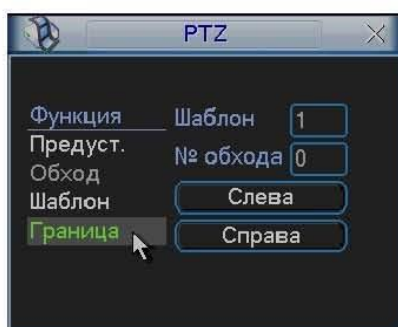 PTZ
Функция
Предуст.
Обход
Шаблон
Граница
Шаблон 1
№ обхода 0
Слева
Справа